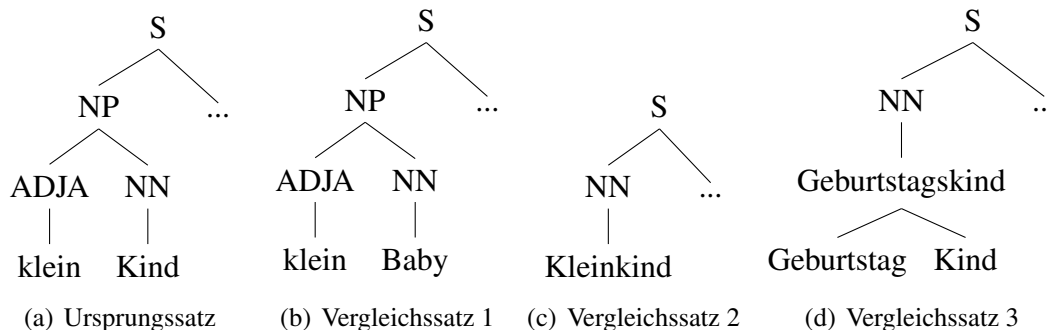 S
NP
...
ADJA NN
klein Kind
(a) Ursprungssatz
S
NP
...
ADJA NN
klein Baby
(b) Vergleichssatz 1
S
NN
...
Kleinkind
(c) Vergleichssatz 2
S
NN
..
Geburtstagskind
Geburtstag Kind
(d) Vergleichssatz 3